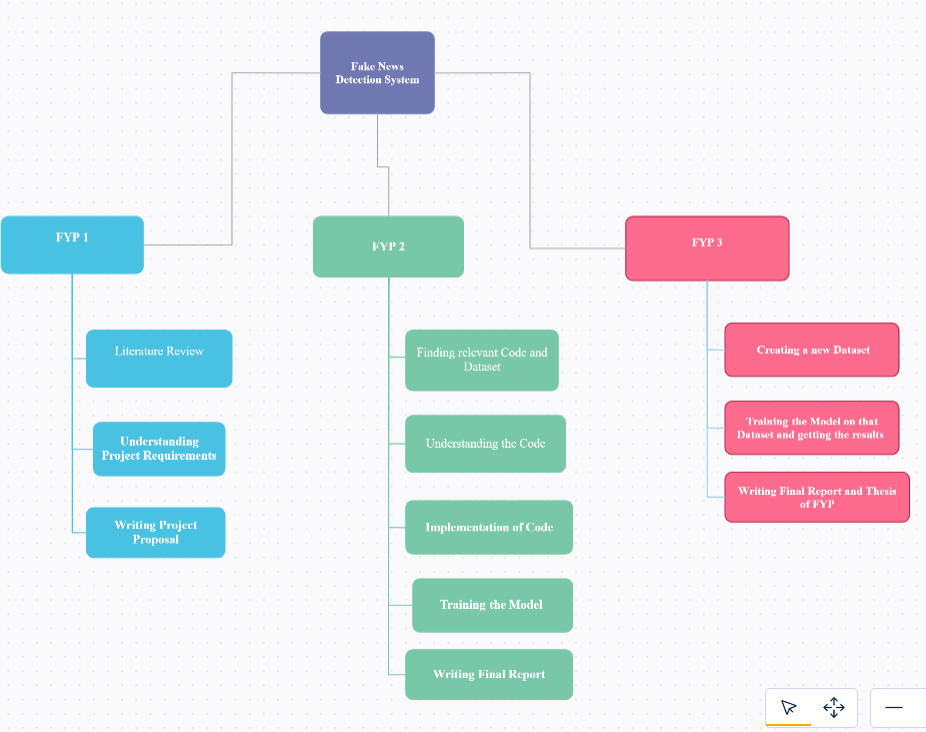 Fake News
Detection System
FYP 1
FYP 2
FYP 3
Literature Review
Understanding
Project Requirements
Writing Project
Proposal
Finding relevant Code and
Dataset
Understanding the Code
Implementation of Code
Training the Model
Writing Final Report
Creating a new Dataset
Training the Model on that
Dataset and getting the results
Writing Final Report and Thesis
of FYP